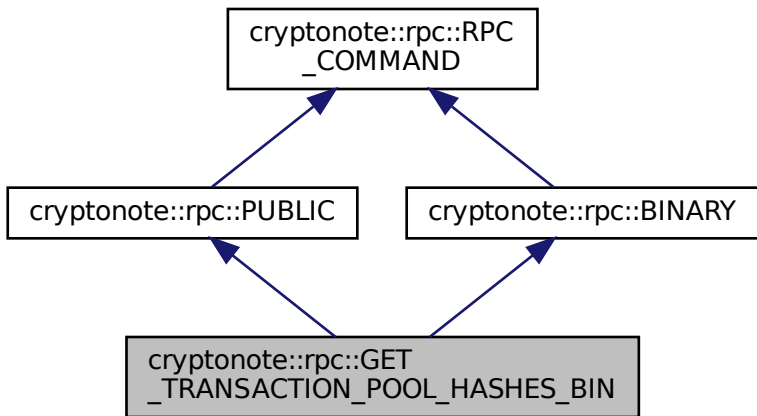 cryptonote::rpc::RPC
_COMMAND
cryptonote::rpc::PUBLIC
cryptonote::rpc::BINARY
cryptonote::rpc::GET
_TRANSACTION_POOL_HASHES_BIN